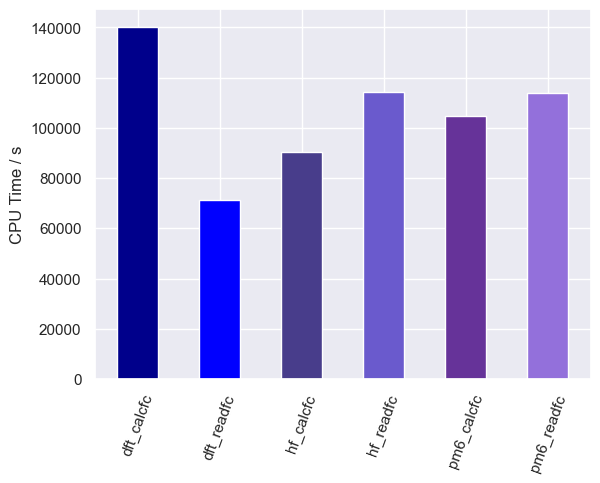 CPU Time / s
140000
120000
100000
80000
60000
40000
20000
0
dft_calcfc
dft_readfc
hf_calcfc
hf_readfc
pm6_calcfc
pm6_readfc